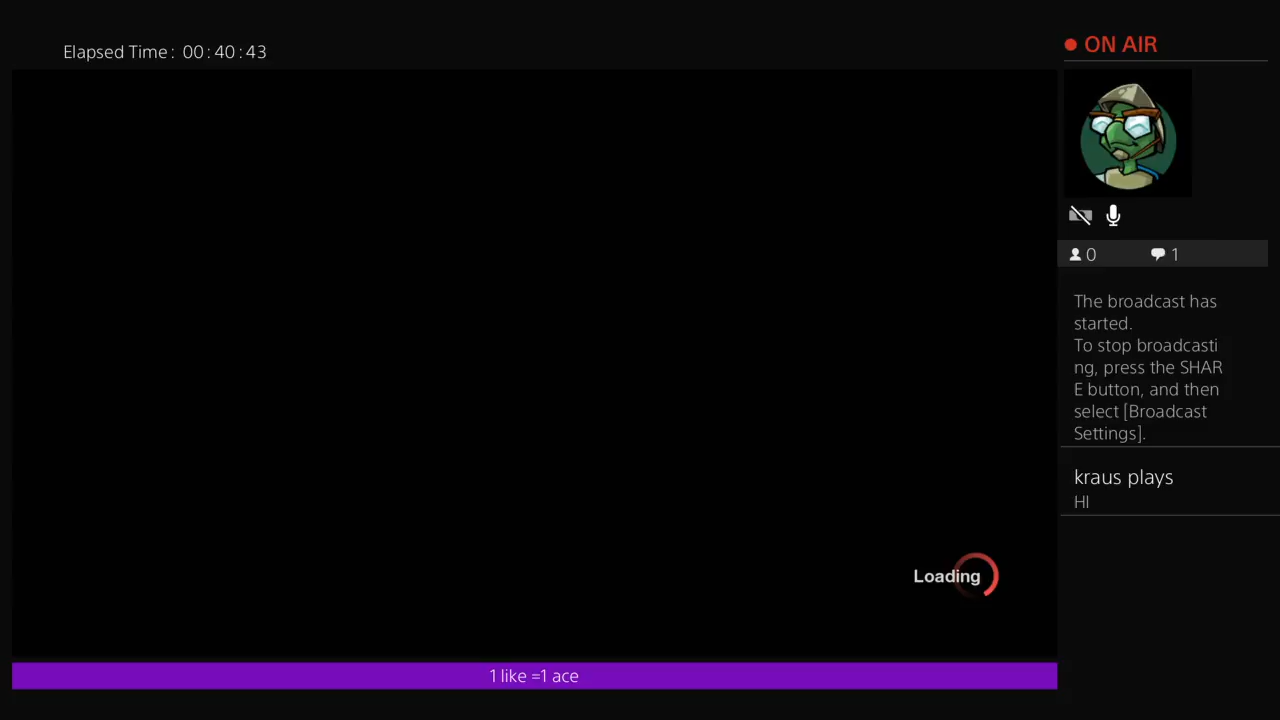 Elapsed Time: 00:40:43
ON AIR
0 1
The broadcast has
started.
To stop broadcasti
ng, press the SHAR
E button, and then
select [Broadcast
Settings].
kraus plays
HI
Loading
1 like =1 ace